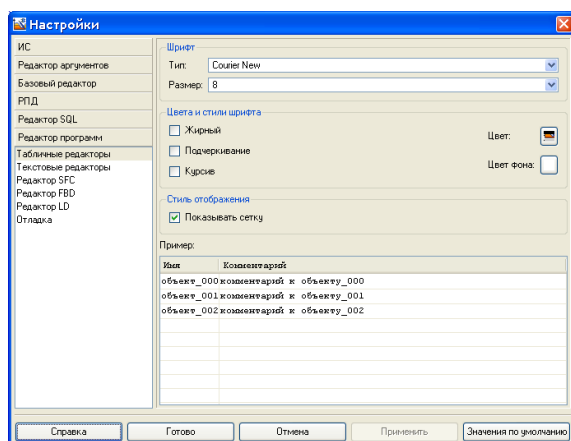 Настройки
ИС
Редактор аргументов
Базовый редактор
РПД
Редактор SQL
Редактор программ
Табличные редакторы
Текстовые редакторы
Редактор SFC
Редактор FBD
Редактор LD
Отладка
Шрифт
Тип: Courier New
Размер: 8
Цвета и стили шрифта
Жирный
Подчеркивание
Курсив
Цвет:
Цвет фона:
Стиль отображения
Показывать сетку
Пример:
Имя Комментарий
объект_000 комментарий к объекту_000
объект_001 комментарий к объекту_001
объект_002 комментарий к объекту_002
Справка Готово Отмена Применить Значения по умолчанию